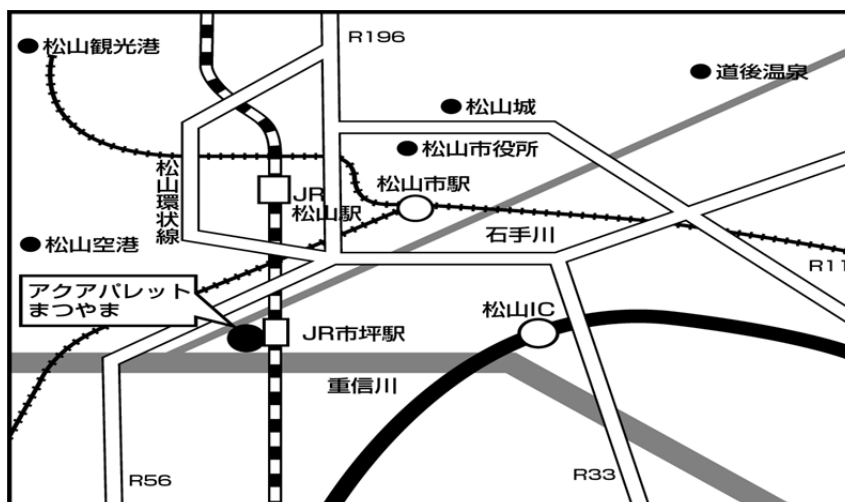 R196
松山観光港
道後温泉
松山城
松山市役所
松山環状線
松山市駅
JR
松山駅
石手川
松山空港
R11
アクアパレット
まつやま
松山IC
JR市坪駅
重信川
R56
R33